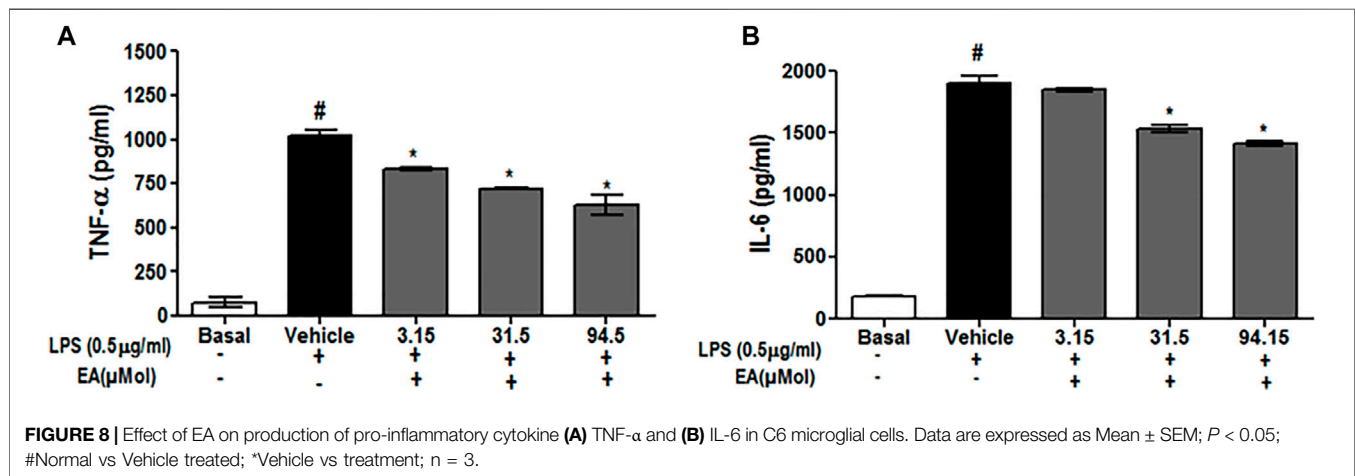 A
1500
1250
1000
750
500
250
0
TNF-α (pg/ml)
#
*
*
*
Basal Vehicle 3.15 31.5 94.5
LPS (0.5µg/ml) - + + + +
EA(µMol) - - + + +
B
2000
1500
1000
500
0
IL-6 (pg/ml)
#
*
*
Basal Vehicle 3.15 31.5 94.15
LPS (0.5µg/ml) - + + + +
EA(µMol) - - + + +
FIGURE 8 | Effect of EA on production of pro-inflammatory cytokine (A) TNF-α and (B) IL-6 in C6 microglial cells. Data are expressed as Mean ± SEM; P < 0.05;
#Normal vs Vehicle treated; *Vehicle vs treatment; n = 3.